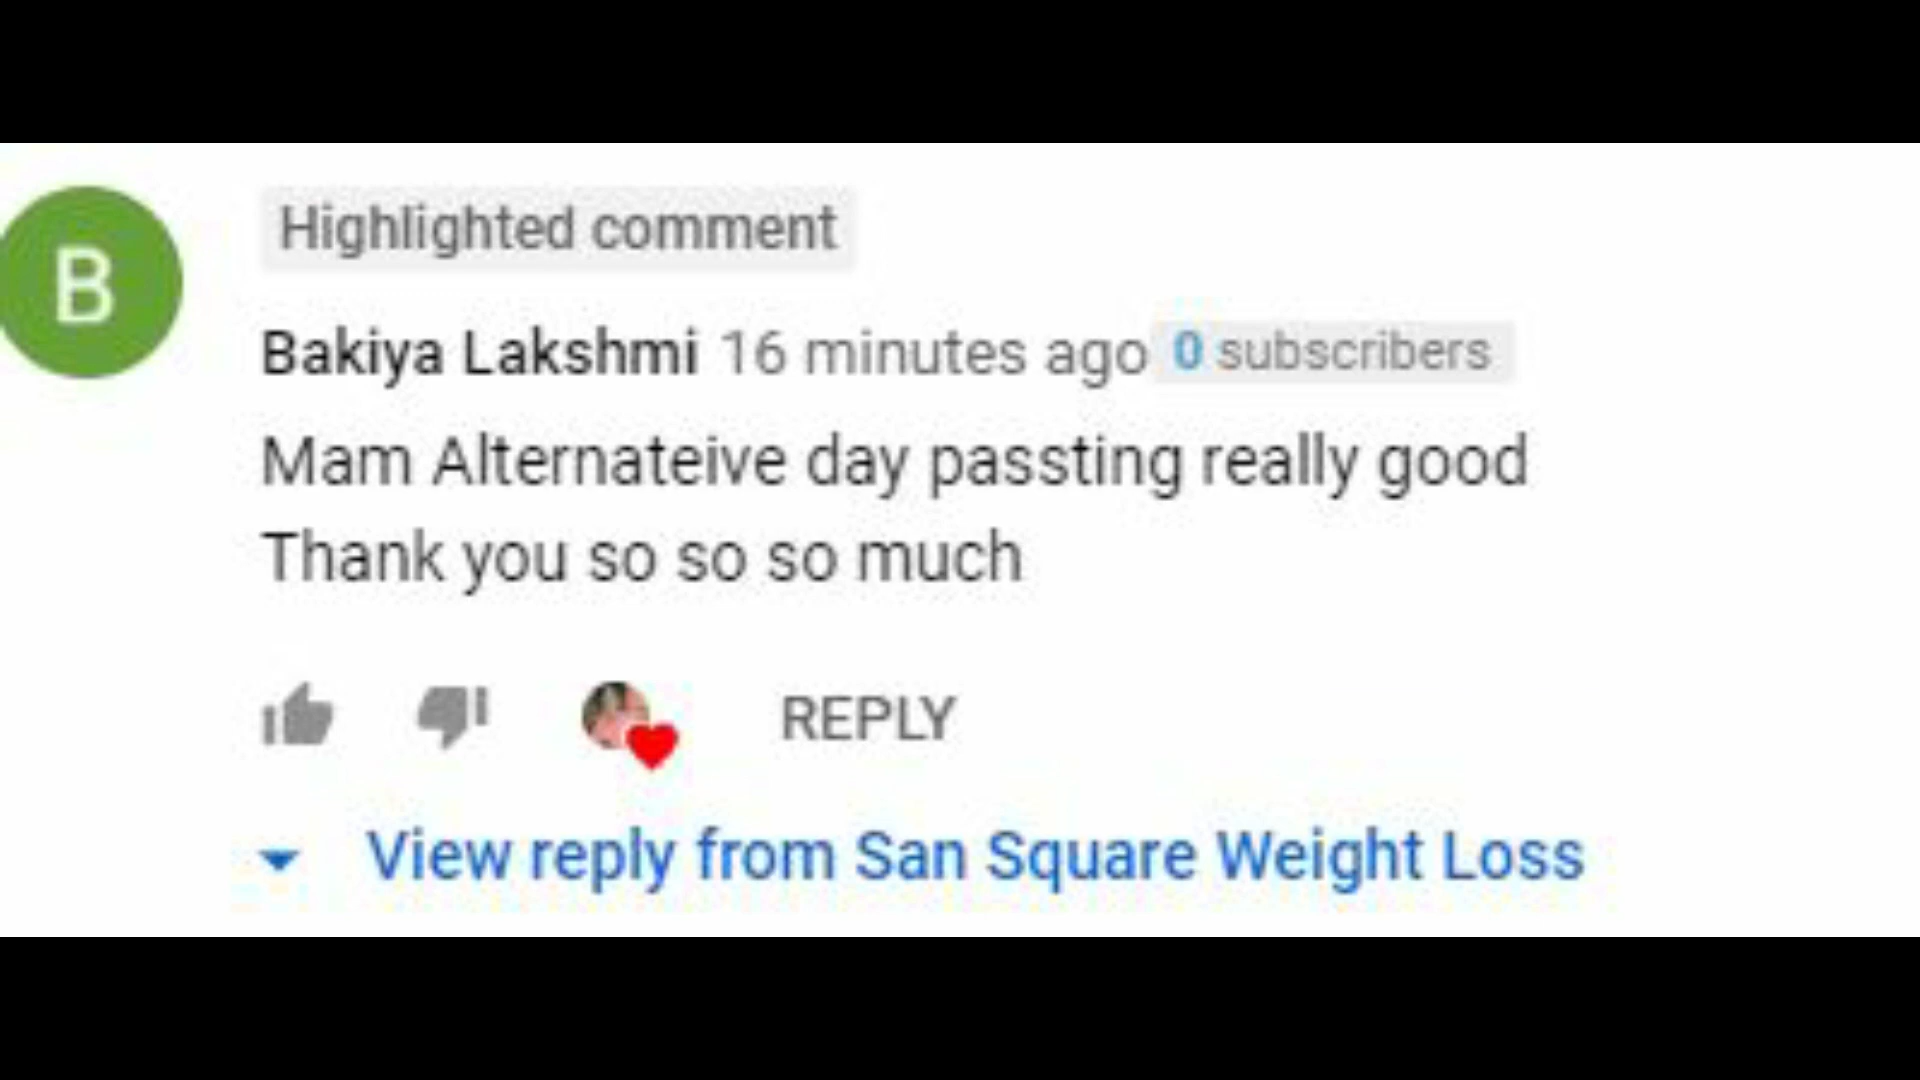 B
Highlighted comment
Bakiya Lakshmi 16 minutes ago 0 subscribers
Mam Alternateive day passting really good
Thank you so so so much
REPLY
View reply from San Square Weight Loss